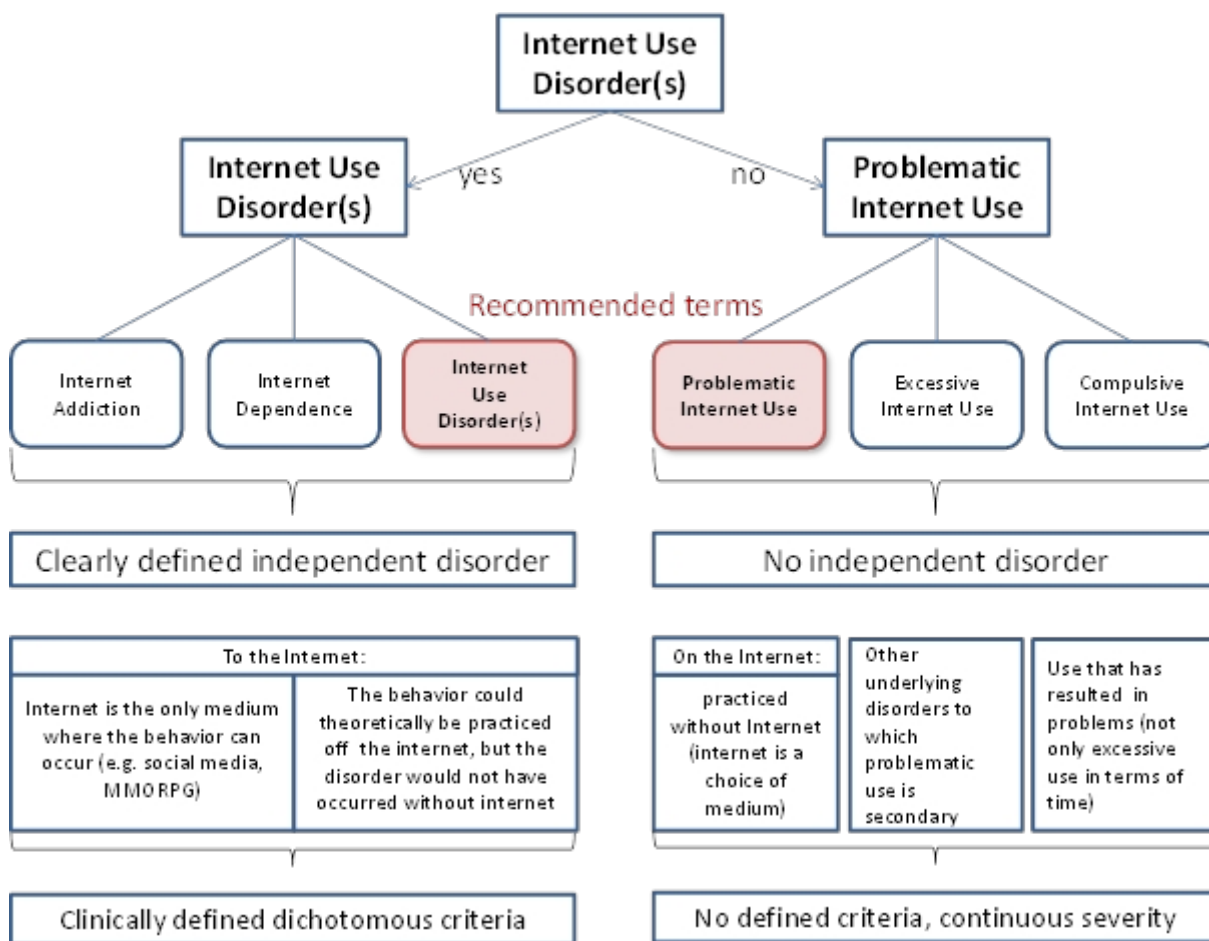 Internet Use
Disorder(s)
Internet Use
Disorder(s)
yes
no
Problematic
Internet Use
Recommended terms
Internet
Addiction
Internet
Dependence
Internet
Use
Disorder(s)
Problematic
Internet Use
Excessive
Internet Use
Compulsive
Internet Use
Clearly defined independent disorder
No independent disorder
To the Internet:
Internet is the only medium
where the behavior can
occur (e.g. social media,
MMORPG)
The behavior could
theoretically be practiced
off the internet, but the
disorder would not have
occurred without internet
On the Internet:
practiced
without Internet
(internet is a
choice of
medium)
Other
underlying
disorders to
which
problematic
use is
secondary
Use that has
resulted in
problems (not
only excessive
use in terms of
time)
Clinically defined dichotomous criteria
No defined criteria, continuous severity